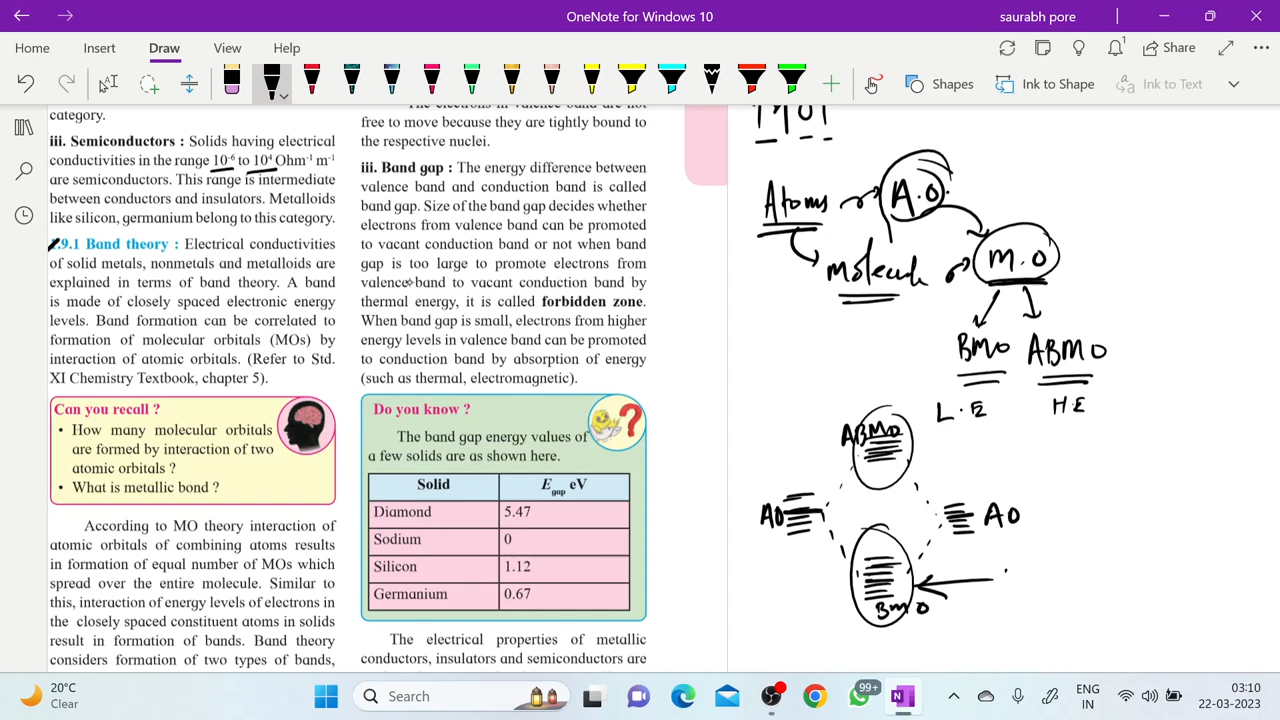 OneNote for Windows 10
saurabh pore
Home Insert Draw View Help
Share
Shapes Ink to Shape Ink to Text
category.
iii. Semiconductors : Solids having electrical
conductivities in the range 10-6 to 104 Ohm-1 m-1
are semiconductors. This range is intermediate
between conductors and insulators. Metalloids
like silicon, germanium belong to this category.
.9.1 Band theory : Electrical conductivities
of solid metals, nonmetals and metalloids are
explained in terms of band theory. A band
is made of closely spaced electronic energy
levels. Band formation can be correlated to
formation of molecular orbitals (MOs) by
interaction of atomic orbitals. (Refer to Std.
XI Chemistry Textbook, chapter 5).
Can you recall ?
• How many molecular orbitals
are formed by interaction of two
atomic orbitals ?
• What is metallic bond ?
According to MO theory interaction of
atomic orbitals of combining atoms results
in formation of equal number of MOs which
spread over the entire molecule. Similar to
this, interaction of energy levels of electrons in
the closely spaced constituent atoms in solids
result in formation of bands. Band theory
considers formation of two types of bands,
The electrons in valence band are not
free to move because they are tightly bound to
the respective nuclei.
iii. Band gap : The energy difference between
valence band and conduction band is called
band gap. Size of the band gap decides whether
electrons from valence band can be promoted
to vacant conduction band or not when band
gap is too large to promote electrons from
valence band to vacant conduction band by
thermal energy, it is called forbidden zone.
When band gap is small, electrons from higher
energy levels in valence band can be promoted
to conduction band by absorption of energy
(such as thermal, electromagnetic).
Do you know ?
The band gap energy values of
a few solids are as shown here.
Solid Egap eV
Diamond 5.47
Sodium 0
Silicon 1.12
Germanium 0.67
The electrical properties of metallic
conductors, insulators and semiconductors are
Atoms A.O.
molecule M.O
BMO ABMO
L.E H.E
ABMO
AO AO
BMO
20°C
Clear
Search
99+
ENG
IN
03:10
22-03-2023